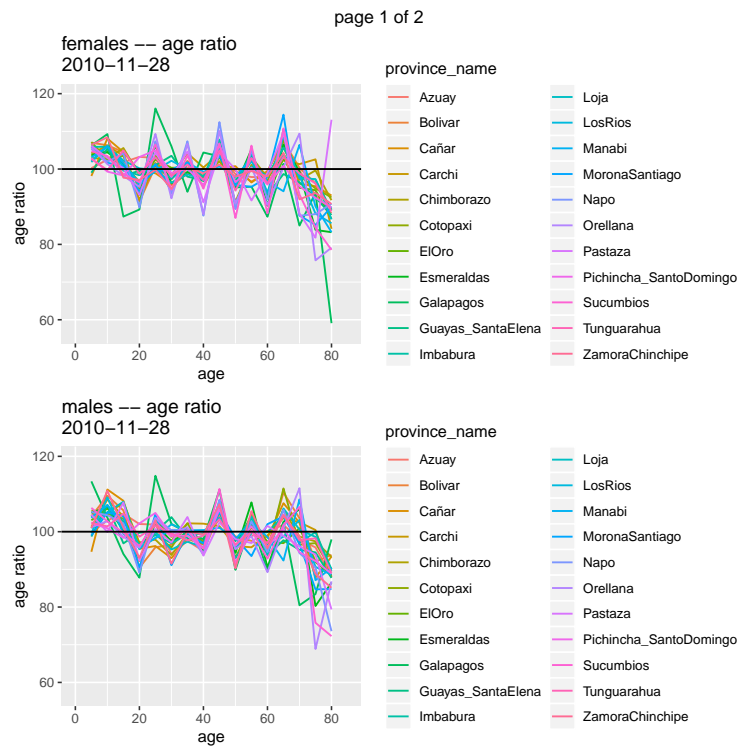 page 1 of 2
females −− age ratio
2010−11−28
120
100
80
60
age ratio
0 20 40 60 80
age
province_name
Azuay
Bolivar
Cañar
Carchi
Chimborazo
Cotopaxi
ElOro
Esmeraldas
Galapagos
Guayas_SantaElena
Imbabura
Loja
LosRios
Manabi
MoronaSantiago
Napo
Orellana
Pastaza
Pichincha_SantoDomingo
Sucumbios
Tunguarahua
ZamoraChinchipe
males −− age ratio
2010−11−28
120
100
80
60
age ratio
0 20 40 60 80
age
province_name
Azuay
Bolivar
Cañar
Carchi
Chimborazo
Cotopaxi
ElOro
Esmeraldas
Galapagos
Guayas_SantaElena
Imbabura
Loja
LosRios
Manabi
MoronaSantiago
Napo
Orellana
Pastaza
Pichincha_SantoDomingo
Sucumbios
Tunguarahua
ZamoraChinchipe